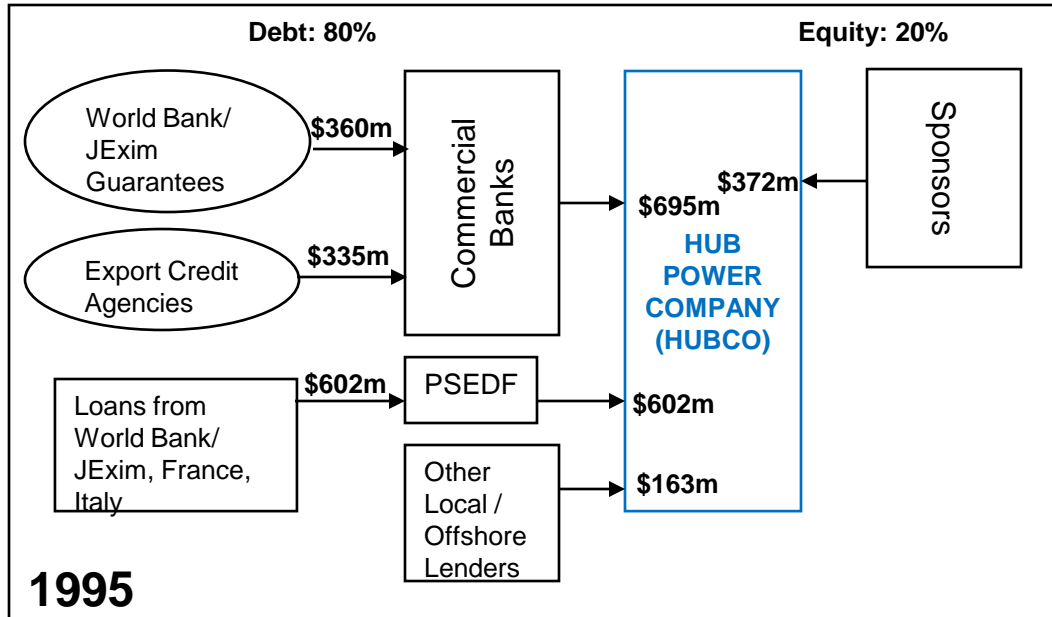 Debt: 80%
Equity: 20%
World Bank/
JExim
Guarantees
$360m
Export Credit
Agencies
$335m
Commercial
Banks
$695m
$372m
Sponsors
HUB
POWER
COMPANY
(HUBCO)
Loans from
World Bank/
JExim, France,
Italy
$602m
PSEDF
$602m
Other
Local /
Offshore
Lenders
$163m
1995